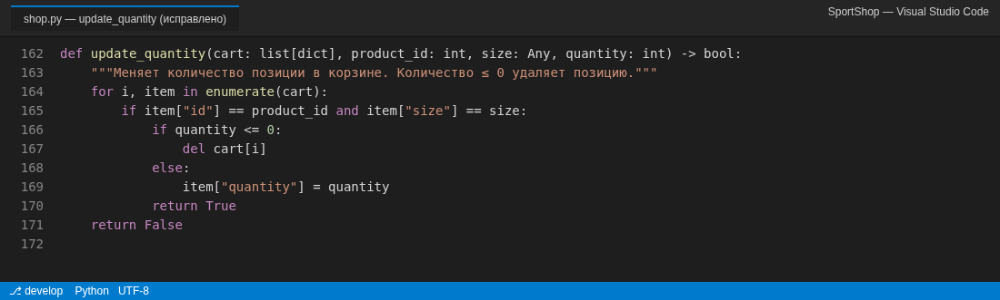 shop.py — update_quantity (исправлено)
SportShop — Visual Studio Code
162 def update_quantity(cart: list[dict], product_id: int, size: Any, quantity: int) -> bool:
163     """Меняет количество позиции в корзине. Количество ≤ 0 удаляет позицию."""
164     for i, item in enumerate(cart):
165         if item["id"] == product_id and item["size"] == size:
166             if quantity <= 0:
167                 del cart[i]
168             else:
169                 item["quantity"] = quantity
170             return True
171     return False
172
⎇ develop Python UTF-8